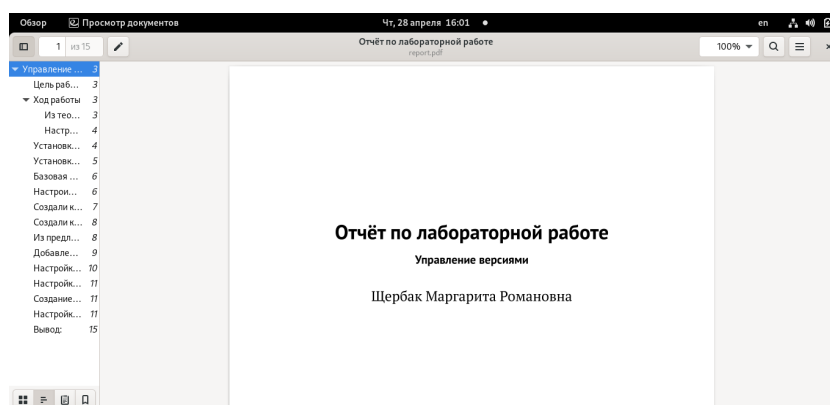 Обзор Просмотр документов Чт, 28 апреля 16:01 en
1 из 15 Отчёт по лабораторной работе 100%
report.pdf
Управление ... 3
Цель раб... 3
Ход работы 3
Из тео... 3
Настр... 4
Установк... 4
Установк... 5
Базовая ... 6
Настрои... 6
Создали к... 7
Создали к... 8
Из предл... 8
Добавле... 9
Настройк... 10
Настройк... 11
Создание... 11
Настройк... 11
Вывод: 15
Отчёт по лабораторной работе
Управление версиями
Щербак Маргарита Романовна